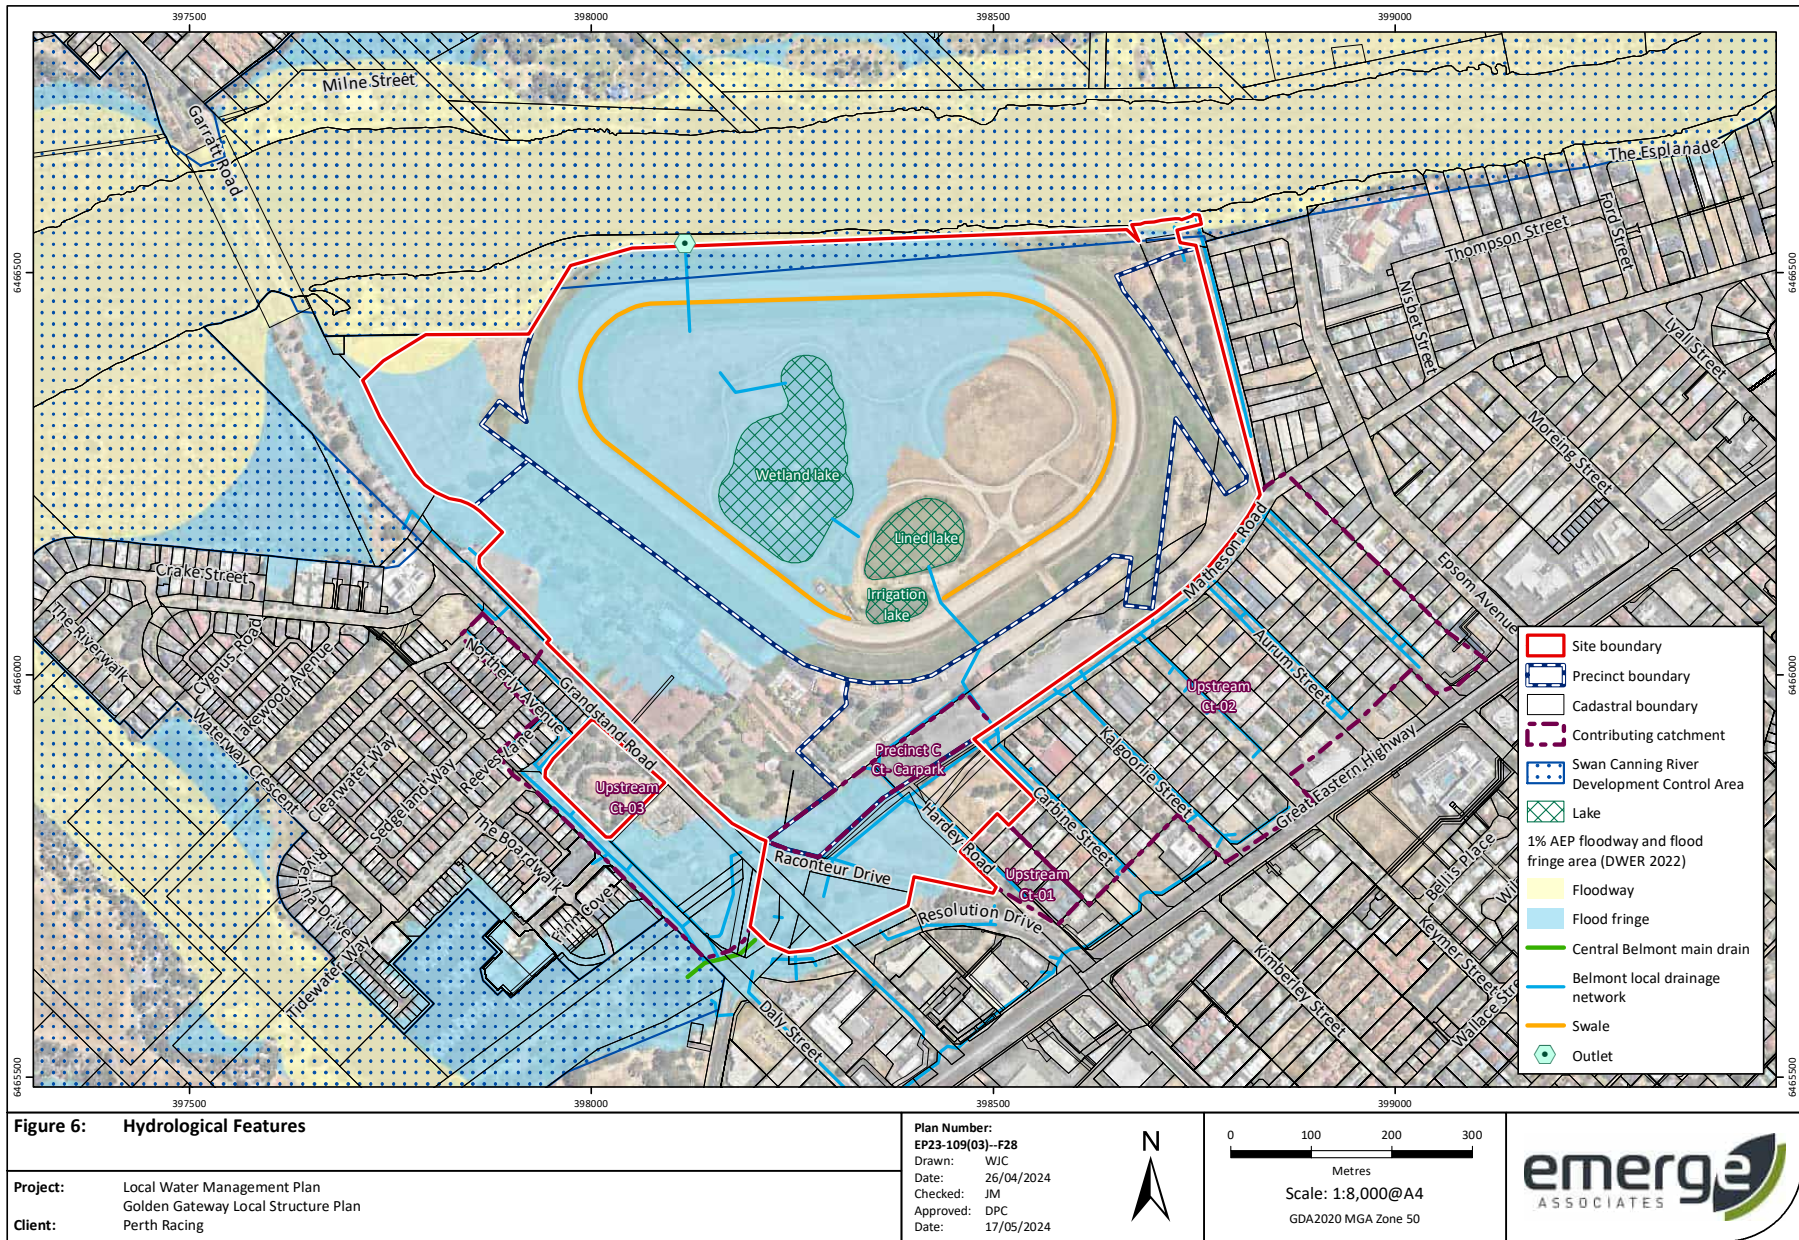 397500
398000
398500
399000
6466500
6466000
6465500
6466500
6466000
6465500
Milne Street
Garratt Road
The Esplanade
Ford Street
Thompson Street
Nisbet Street
Lyall Street
Moreing Street
Epsom Avenue
Matheson Road
Wetland lake
Lined lake
Irrigation
lake
Crake Street
The Riverwalk
Cygnus Road
Lakewood Avenue
Northerly Avenue
Grandstand Road
Waterway Crescent
Clearwater Way
Sedgeland Way
Reeves Lane
The Boardwalk
Tidewater Way
Upstream
Ct-03
Precinct C
Ct- Carpark
Upstream
Ct-02
Aurum Street
Kalgoorlie Street
Carbine Street
Hardey Road
Great Eastern Highway
Raconteur Drive
Upstream
Ct-01
Resolution Drive
Daly Street
Kimberley Street
Keymer Street
Site boundary
Precinct boundary
Cadastral boundary
Contributing catchment
Swan Canning River
Development Control Area
Lake
1% AEP floodway and flood
fringe area (DWER 2022)
Floodway
Flood fringe
Central Belmont main drain
Belmont local drainage
network
Swale
Outlet
397500
398000
398500
399000
Figure 6: Hydrological Features
Project: Local Water Management Plan
Golden Gateway Local Structure Plan
Client: Perth Racing
Plan Number:
EP23-109(03)--F28
Drawn: WJC
Date: 26/04/2024
Checked: JM
Approved: DPC
Date: 17/05/2024
N
0 100 200 300
Metres
Scale: 1:8,000@A4
GDA2020 MGA Zone 50
emerge
ASSOCIATES